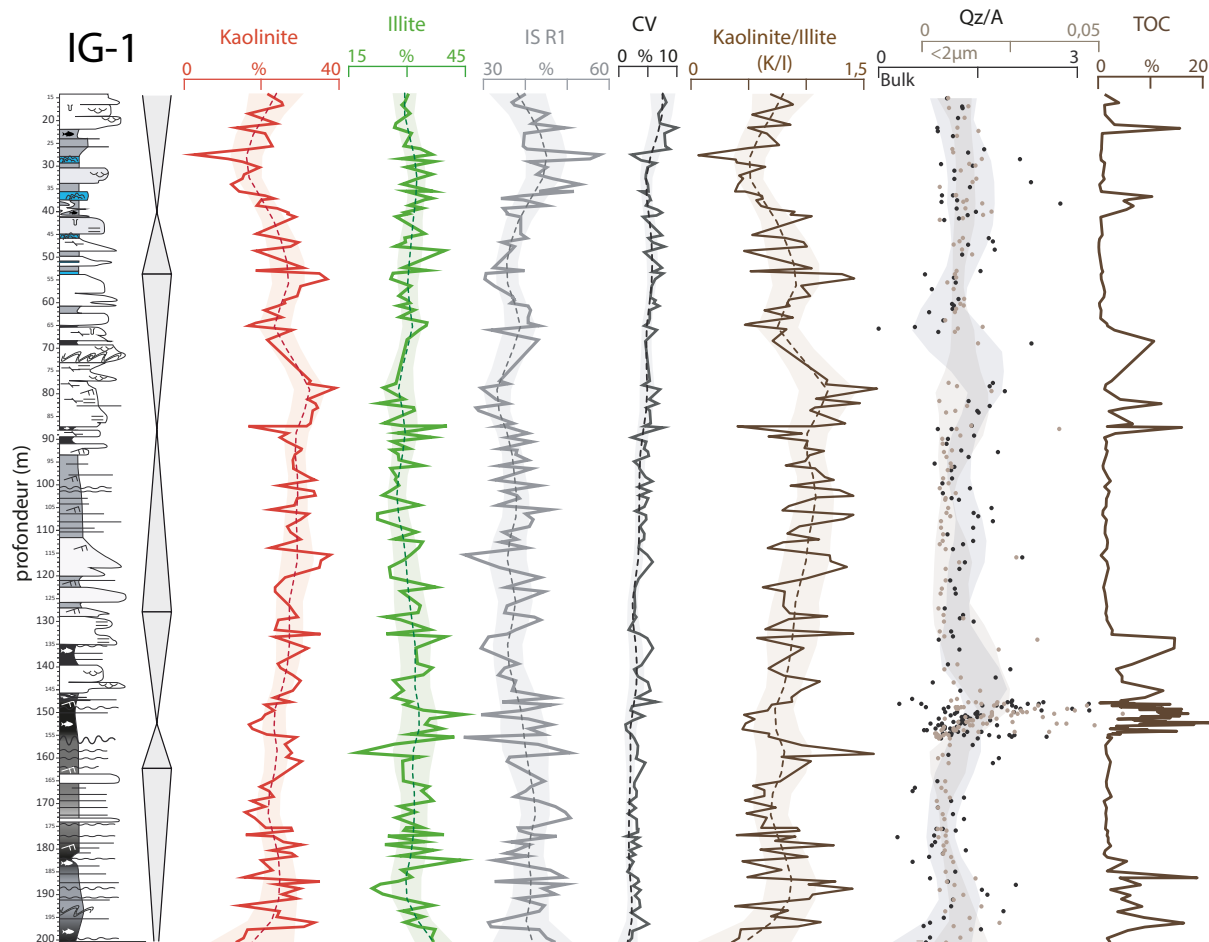 IG-1
Kaolinite
Illite
IS R1
CV
Kaolinite/Illite
(K/I)
Qz/A
TOC
0 % 40
15 % 45
30 % 60
0 % 10
0 1,5
0 0,05
<2μm
0 3
Bulk
0 % 20
profondeur (m)
15
20
25
30
35
40
45
50
55
60
65
70
75
80
85
90
95
100
105
110
115
120
125
130
135
140
145
150
155
160
165
170
175
180
185
190
195
200